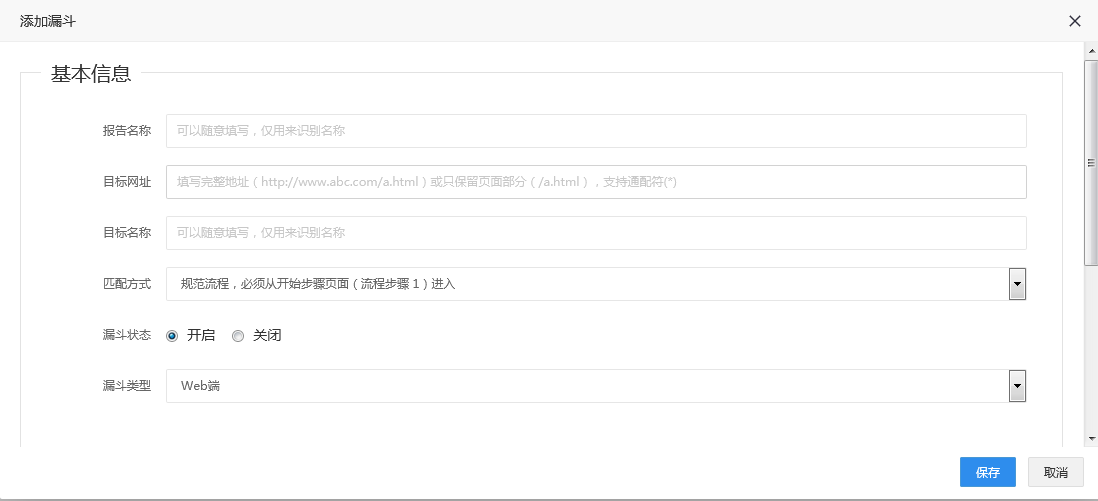 添加漏斗
基本信息
报告名称 可以随意填写，仅用来识别名称
目标网址 填写完整地址（http://www.abc.com/a.html）或只保留页面部分（/a.html），支持通配符(*)
目标名称 可以随意填写，仅用来识别名称
匹配方式 规范流程，必须从开始步骤页面（流程步骤 1）进入
漏斗状态 开启 关闭
漏斗类型 Web端
保存 取消